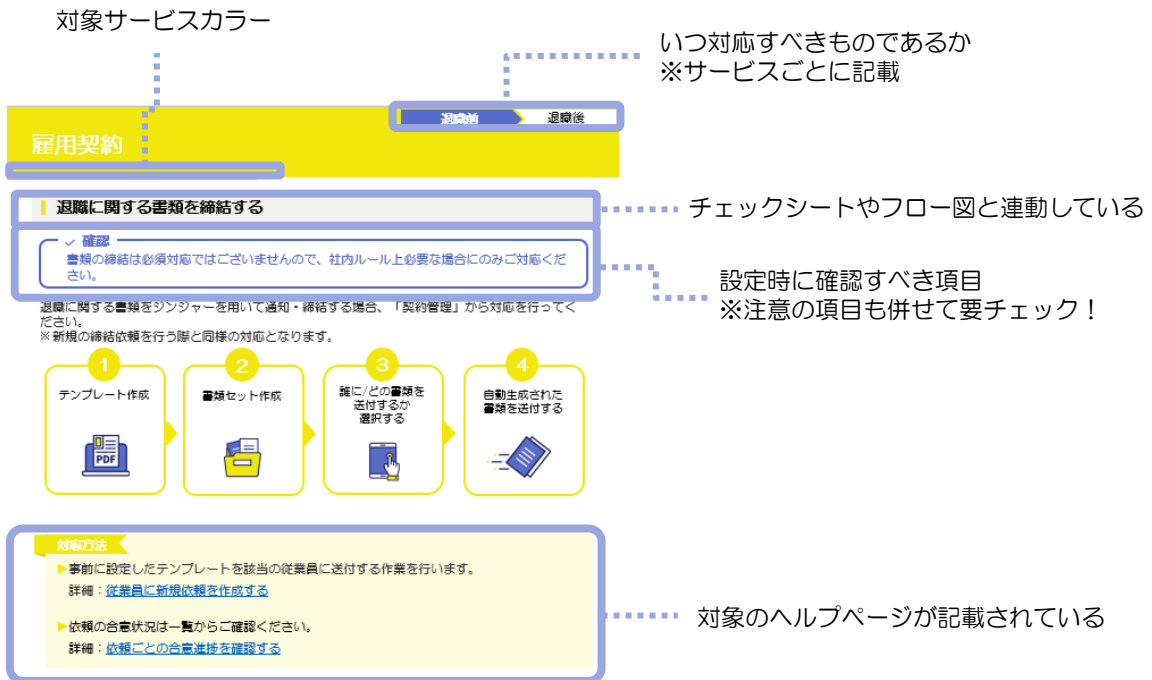 対象サービスカラー
いつ対応すべきものであるか
※サービスごとに記載
退職前
退職後
雇用契約
退職に関する書類を締結する
チェックシートやフロー図と連動している
✓ 確認
書類の締結は必須対応ではございませんので、社内ルール上必要な場合にのみご対応くだ
さい。
設定時に確認すべき項目
※注意の項目も併せて要チェック！
退職に関する書類をジンジャーを用いて通知・締結する場合、「契約管理」から対応を行ってく
ださい。
※新規の締結依頼を行う際と同様の対応となります。
1
テンプレート作成
PDF
2
書類セット作成
3
誰に/どの書類を
送付するか
選択する
4
自動生成された
書類を送付する
対応方法
▶事前に設定したテンプレートを該当の従業員に送付する作業を行います。
詳細：従業員に新規依頼を作成する
▶依頼の合意状況は一覧からご確認ください。
詳細：依頼ごとの合意進捗を確認する
対象のヘルプページが記載されている